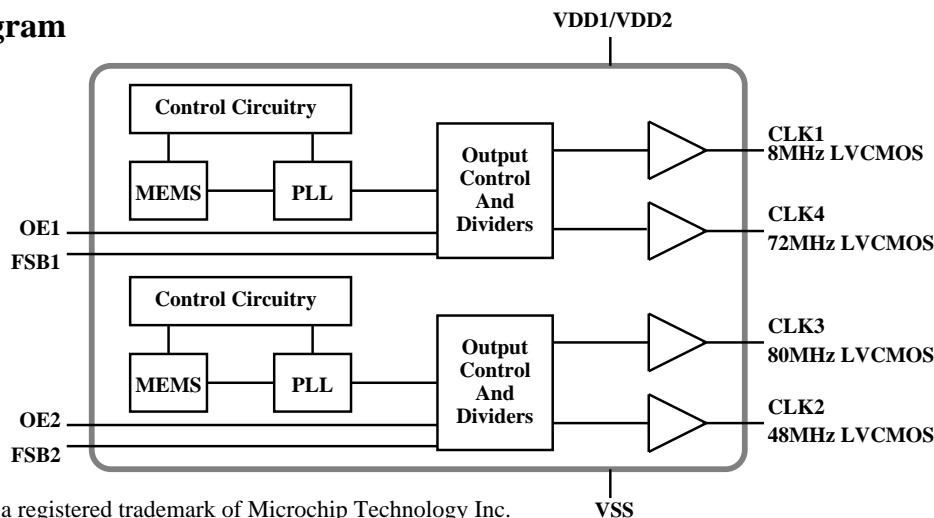 gram
VDD1/VDD2
Control Circuitry
MEMS
PLL
Output
Control
And
Dividers
CLK1
8MHz LVCMOS
CLK4
72MHz LVCMOS
OE1
FSB1
Control Circuitry
MEMS
PLL
Output
Control
And
Dividers
CLK3
80MHz LVCMOS
CLK2
48MHz LVCMOS
OE2
FSB2
a registered trademark of Microchip Technology Inc.
VSS